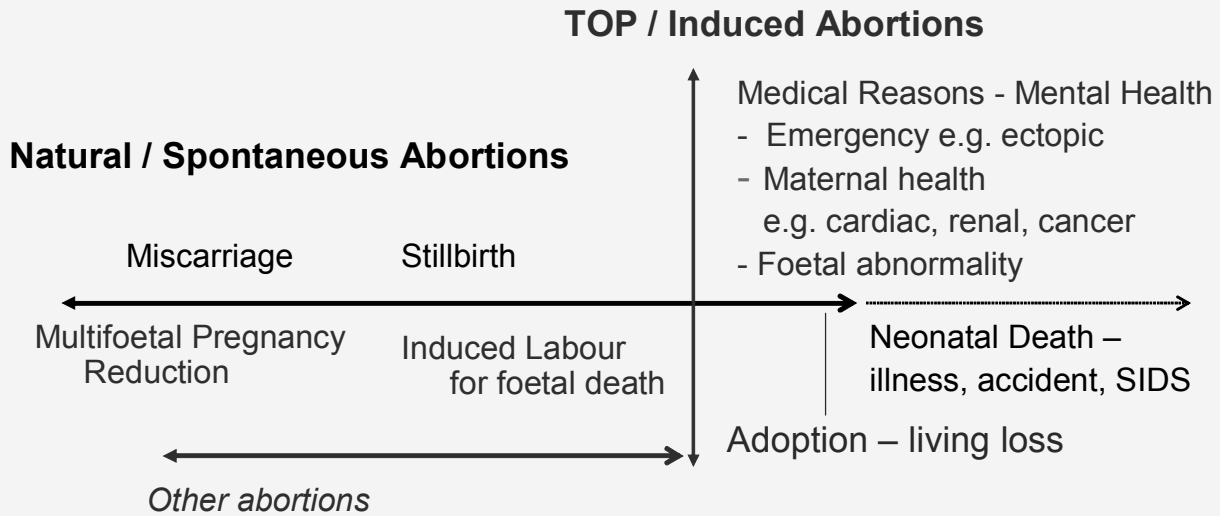 TOP / Induced Abortions
Medical Reasons - Mental Health
- Emergency e.g. ectopic
- Maternal health
e.g. cardiac, renal, cancer
- Foetal abnormality
Natural / Spontaneous Abortions
Miscarriage
Stillbirth
Multifoetal Pregnancy
Reduction
Induced Labour
for foetal death
Neonatal Death –
illness, accident, SIDS
Adoption – living loss
Other abortions